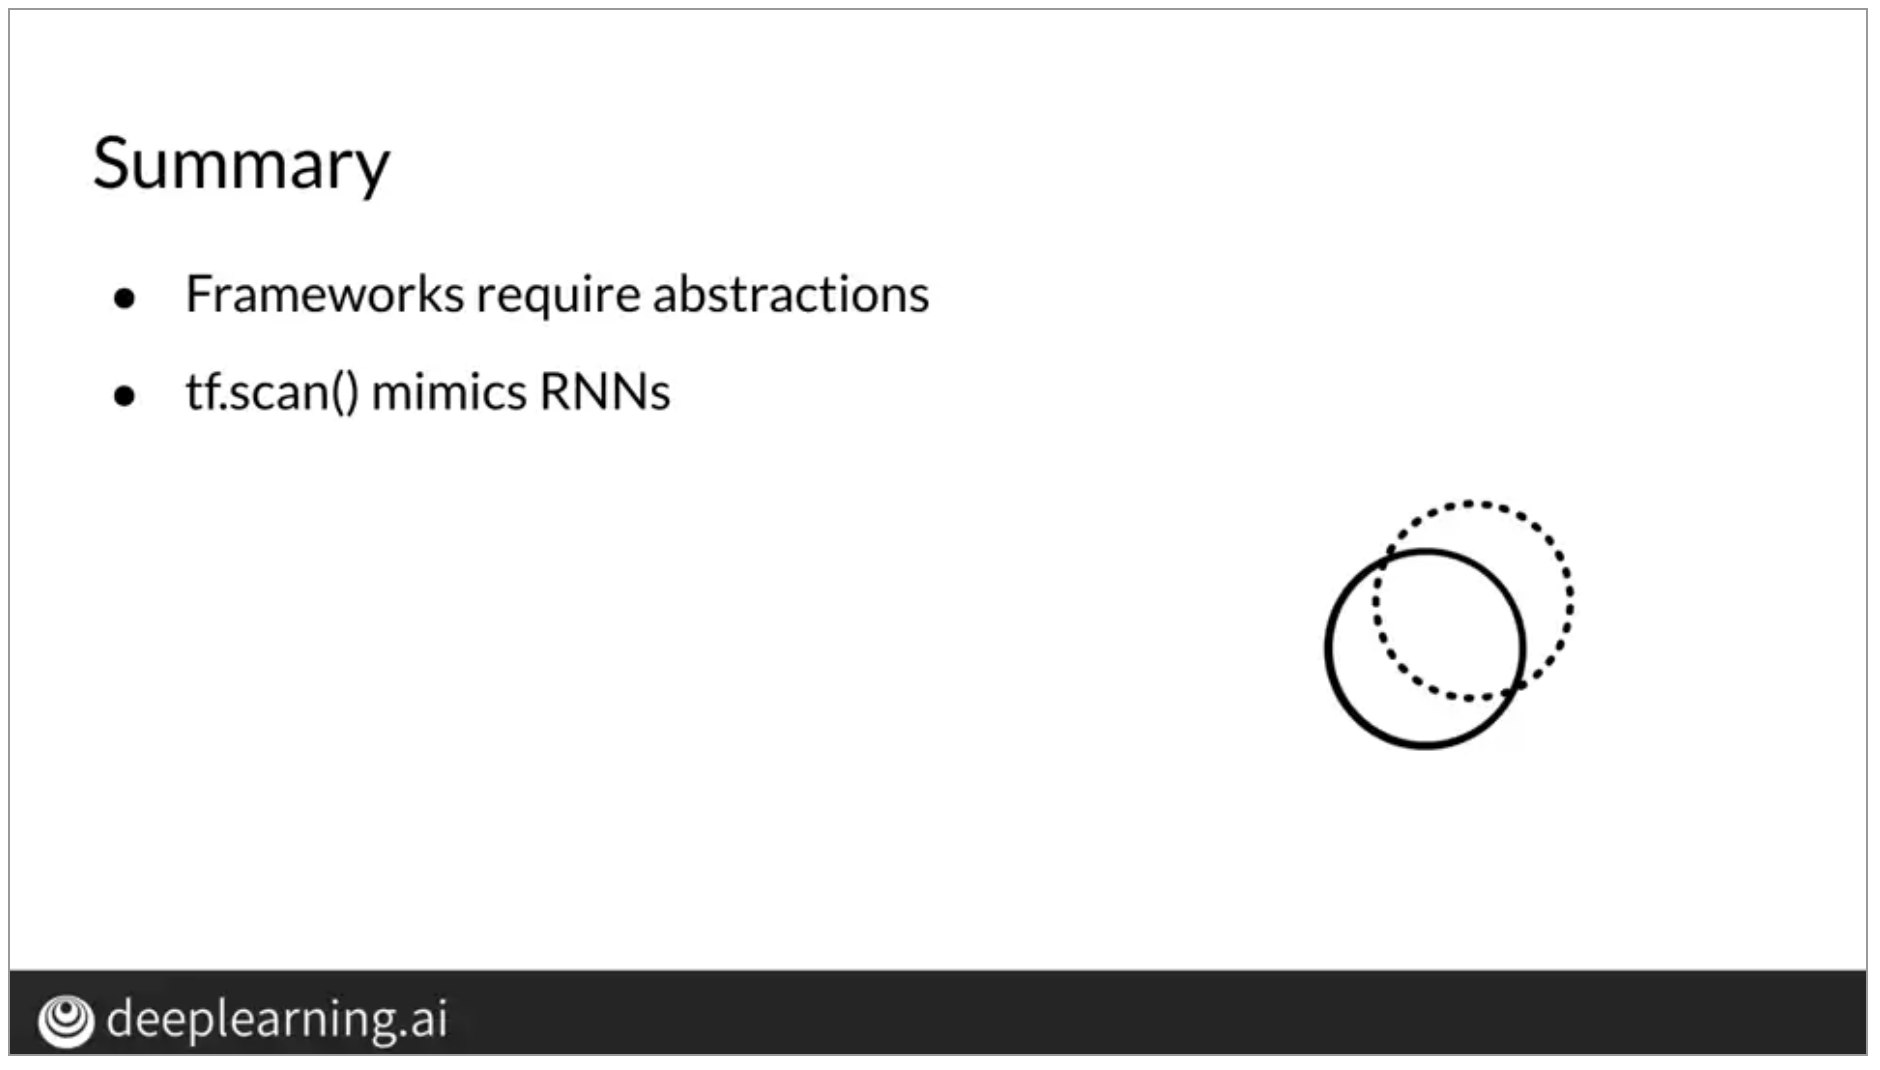 Summary
● Frameworks require abstractions
● tf.scan() mimics RNNs
deeplearning.ai